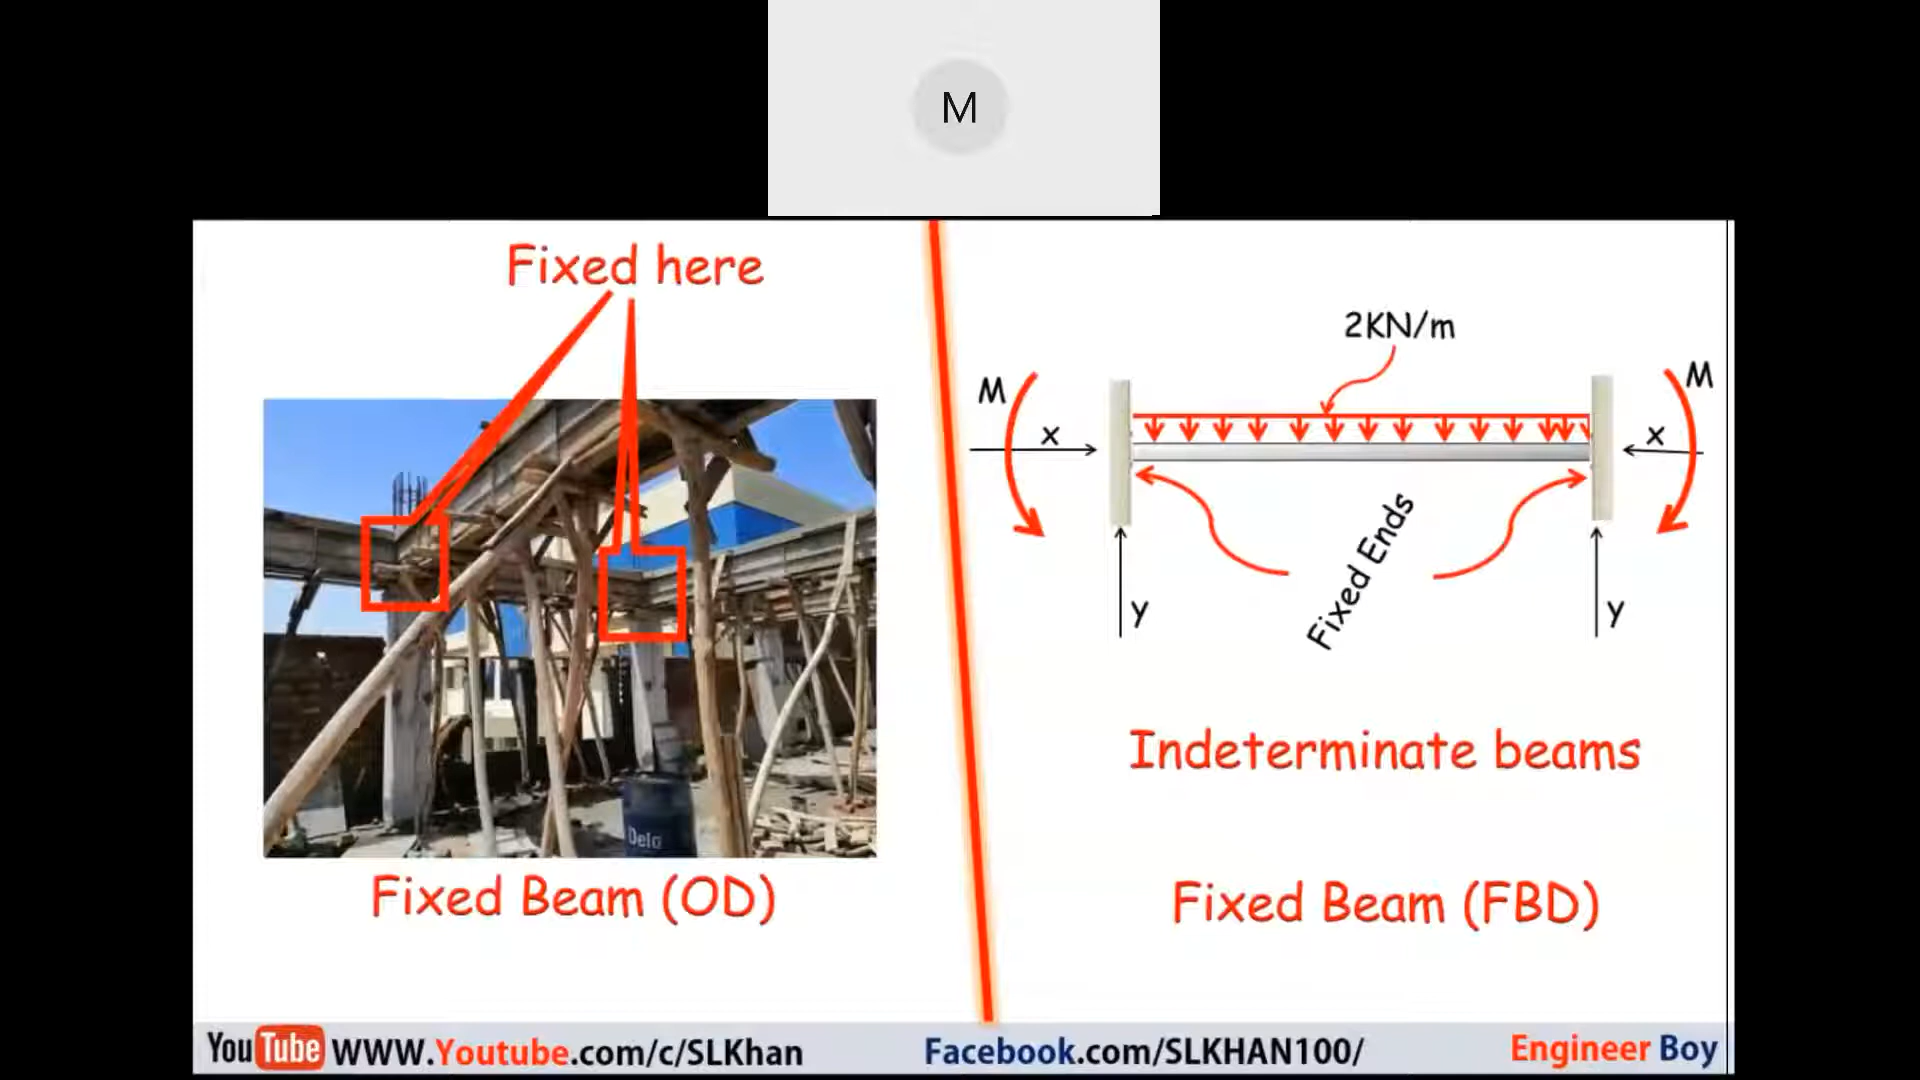 M
Fixed here
2KN/m
M
M
x
x
Fixed Ends
y
y
Indeterminate beams
Dela
Fixed Beam (OD)
Fixed Beam (FBD)
YouTube WWW.Youtube.com/c/SLKhan
Facebook.com/SLKHAN100/
Engineer Boy